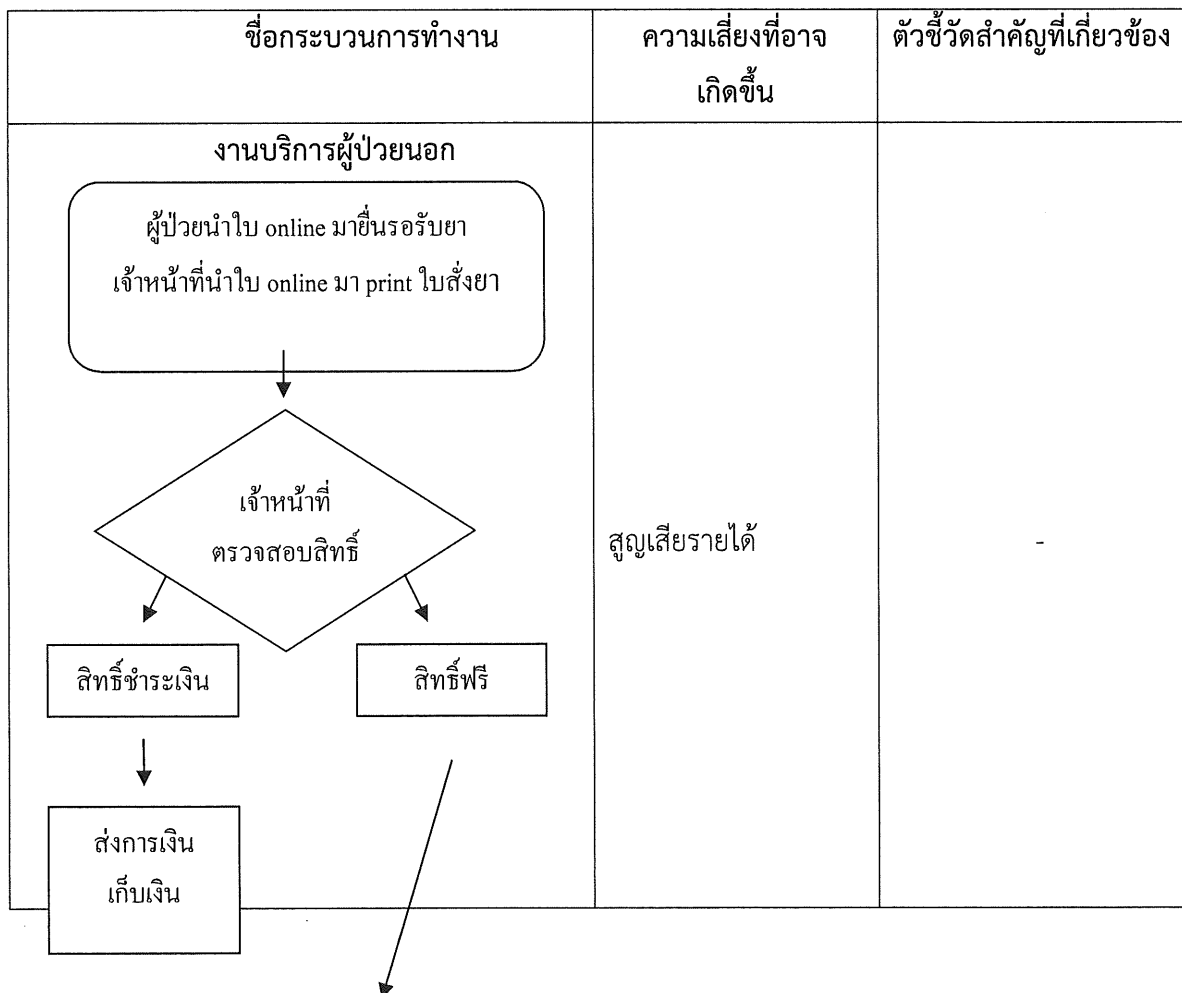 ชื่อกระบวนการทำงาน
ความเสี่ยงที่อาจ
เกิดขึ้น
ตัวชี้วัดสำคัญที่เกี่ยวข้อง
งานบริการผู้ป่วยนอก
ผู้ป่วยนำใบ online มายื่นรอรับยา
เจ้าหน้าที่นำใบ online มา print ใบสั่งยา
เจ้าหน้าที่
ตรวจสอบสิทธิ์
สูญเสียรายได้
-
สิทธิ์ชำระเงิน
สิทธิ์ฟรี
ส่งการเงิน
เก็บเงิน